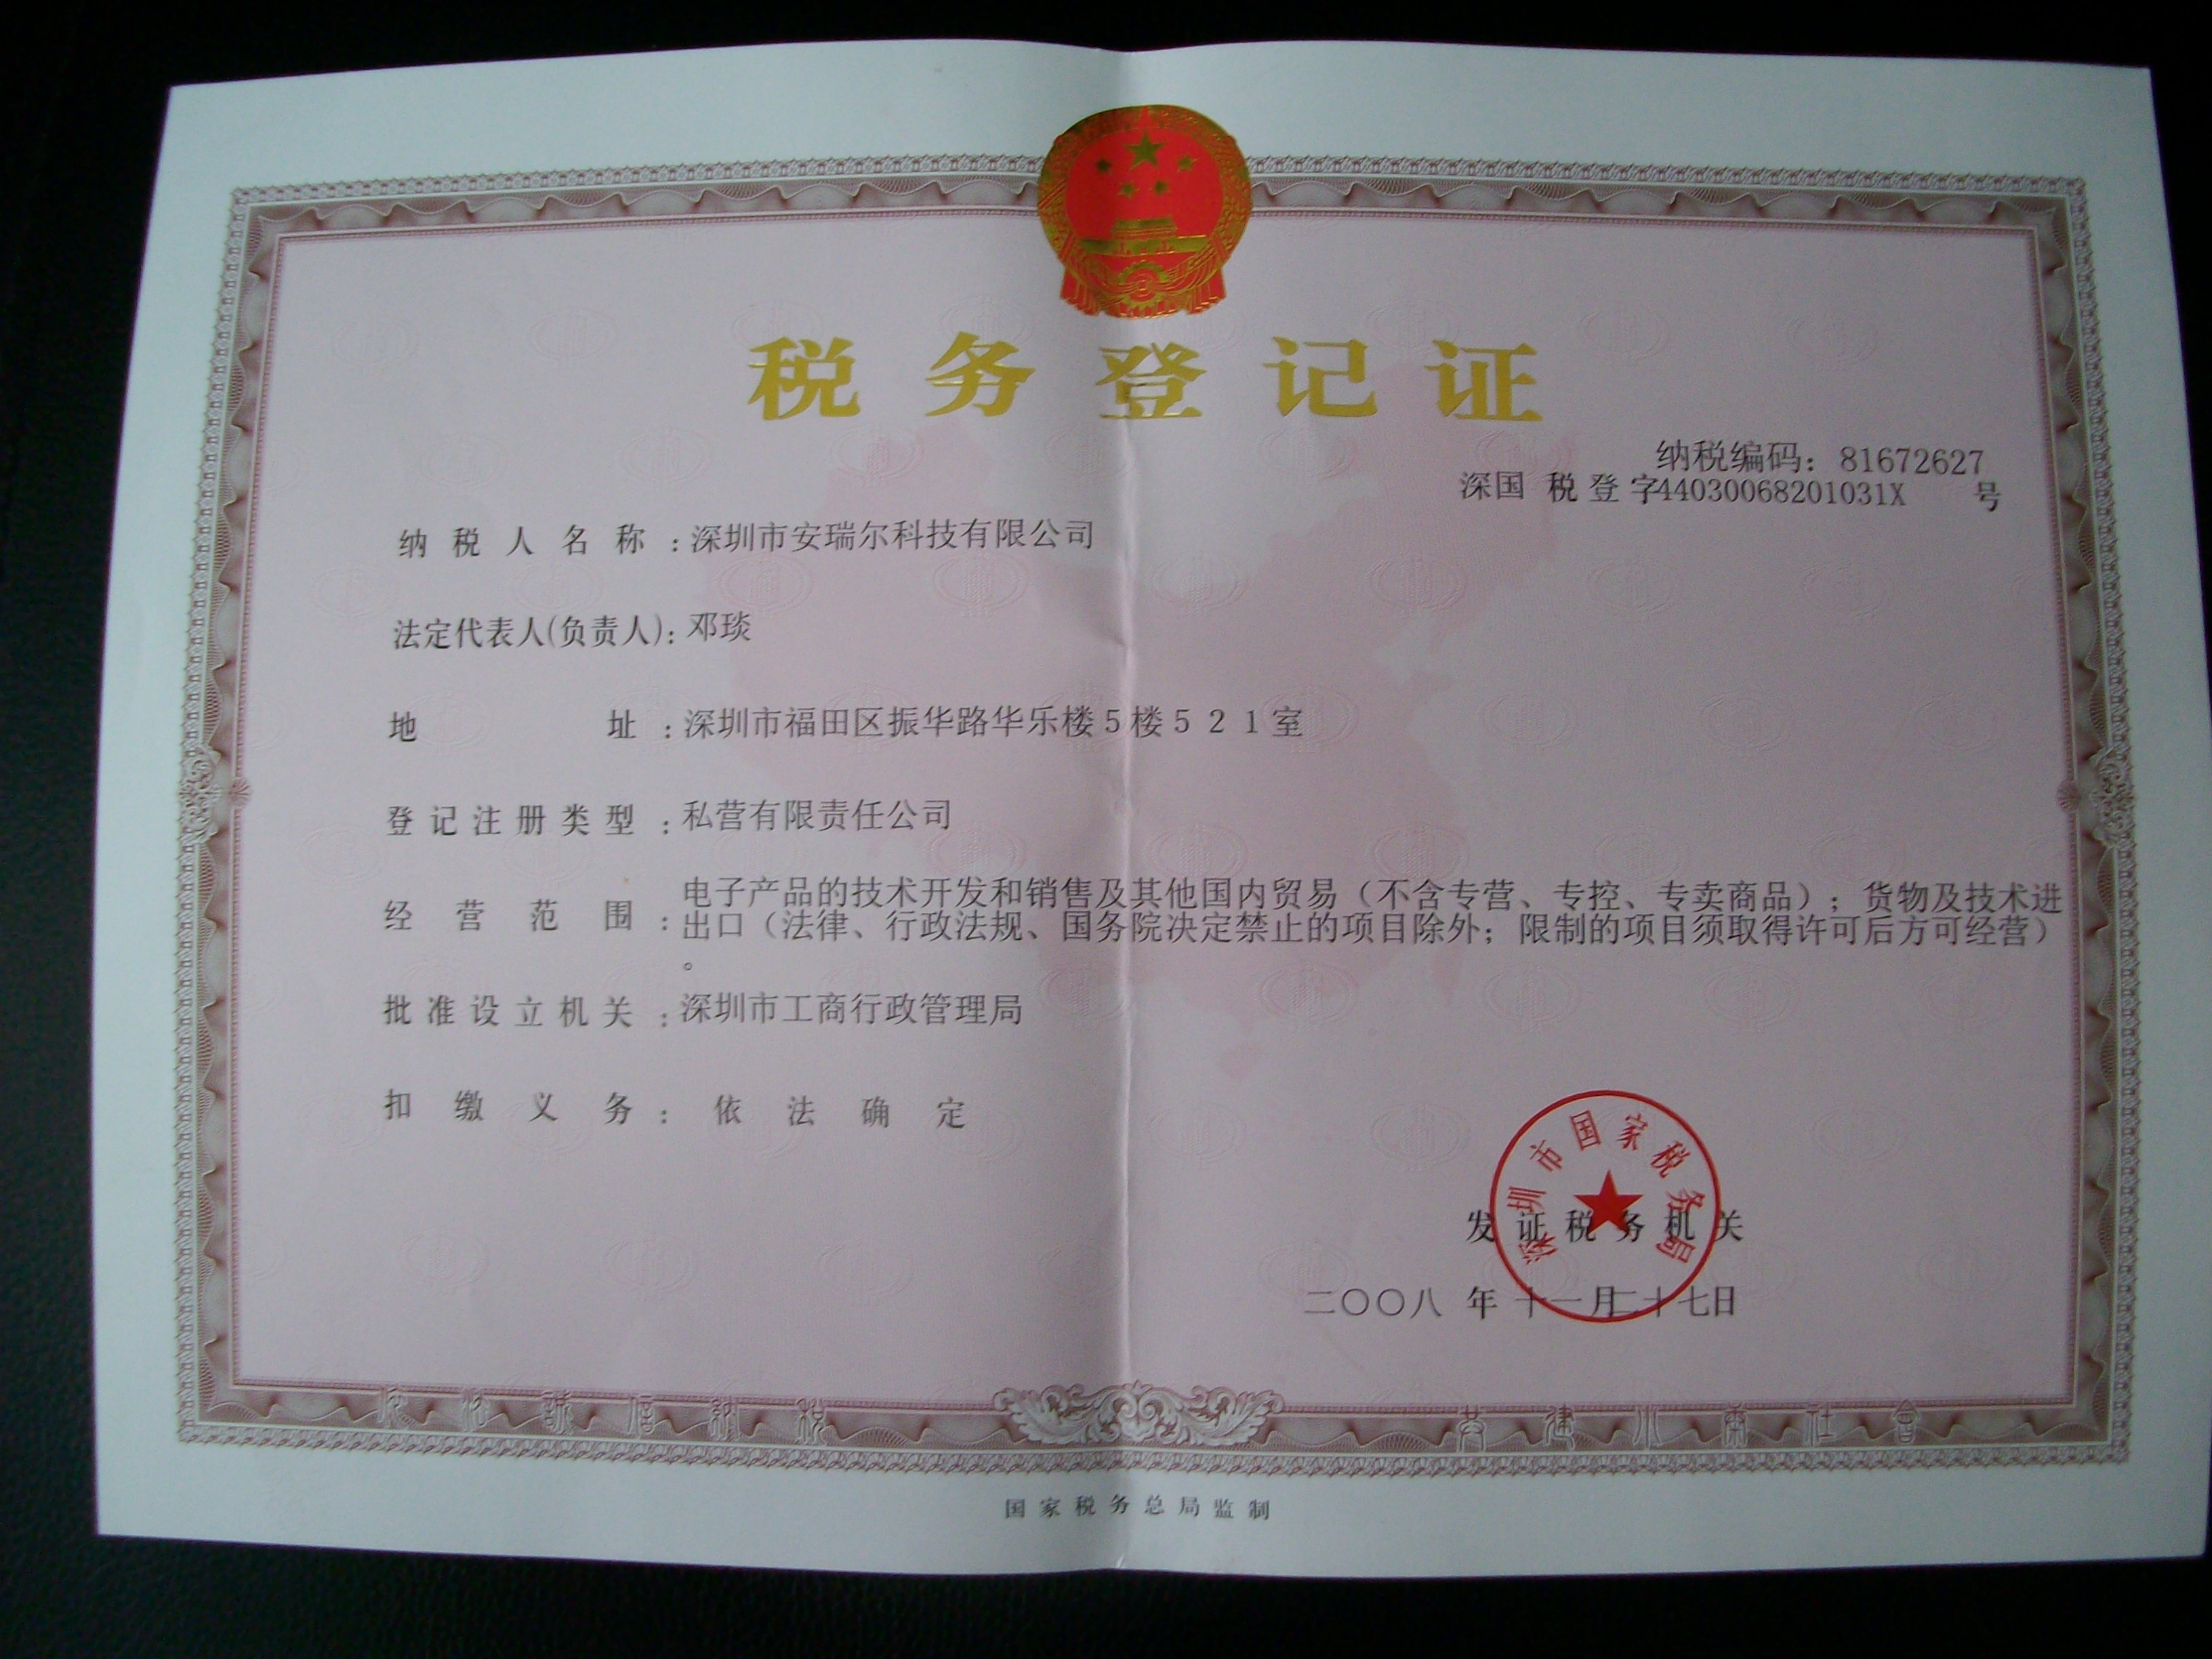 税务登记证
纳税编码：81672627
深国 税 登 字44030068201031X 号
纳税人名称：深圳市安瑞尔科技有限公司
法定代表人(负责人)：邓琰
地 址：深圳市福田区振华路华乐楼5楼521室
登记注册类型：私营有限责任公司
经营范围：电子产品的技术开发和销售及其他国内贸易（不含专营、专控、专卖商品）；货物及技术进
出口（法律、行政法规、国务院决定禁止的项目除外；限制的项目须取得许可后方可经营）
。
批准设立机关：深圳市工商行政管理局
扣缴义务：依法确定
深圳市国家税务局
发证税务机关
二〇〇八 年 十一月二十七日
國 社 會
国家税务总局监制